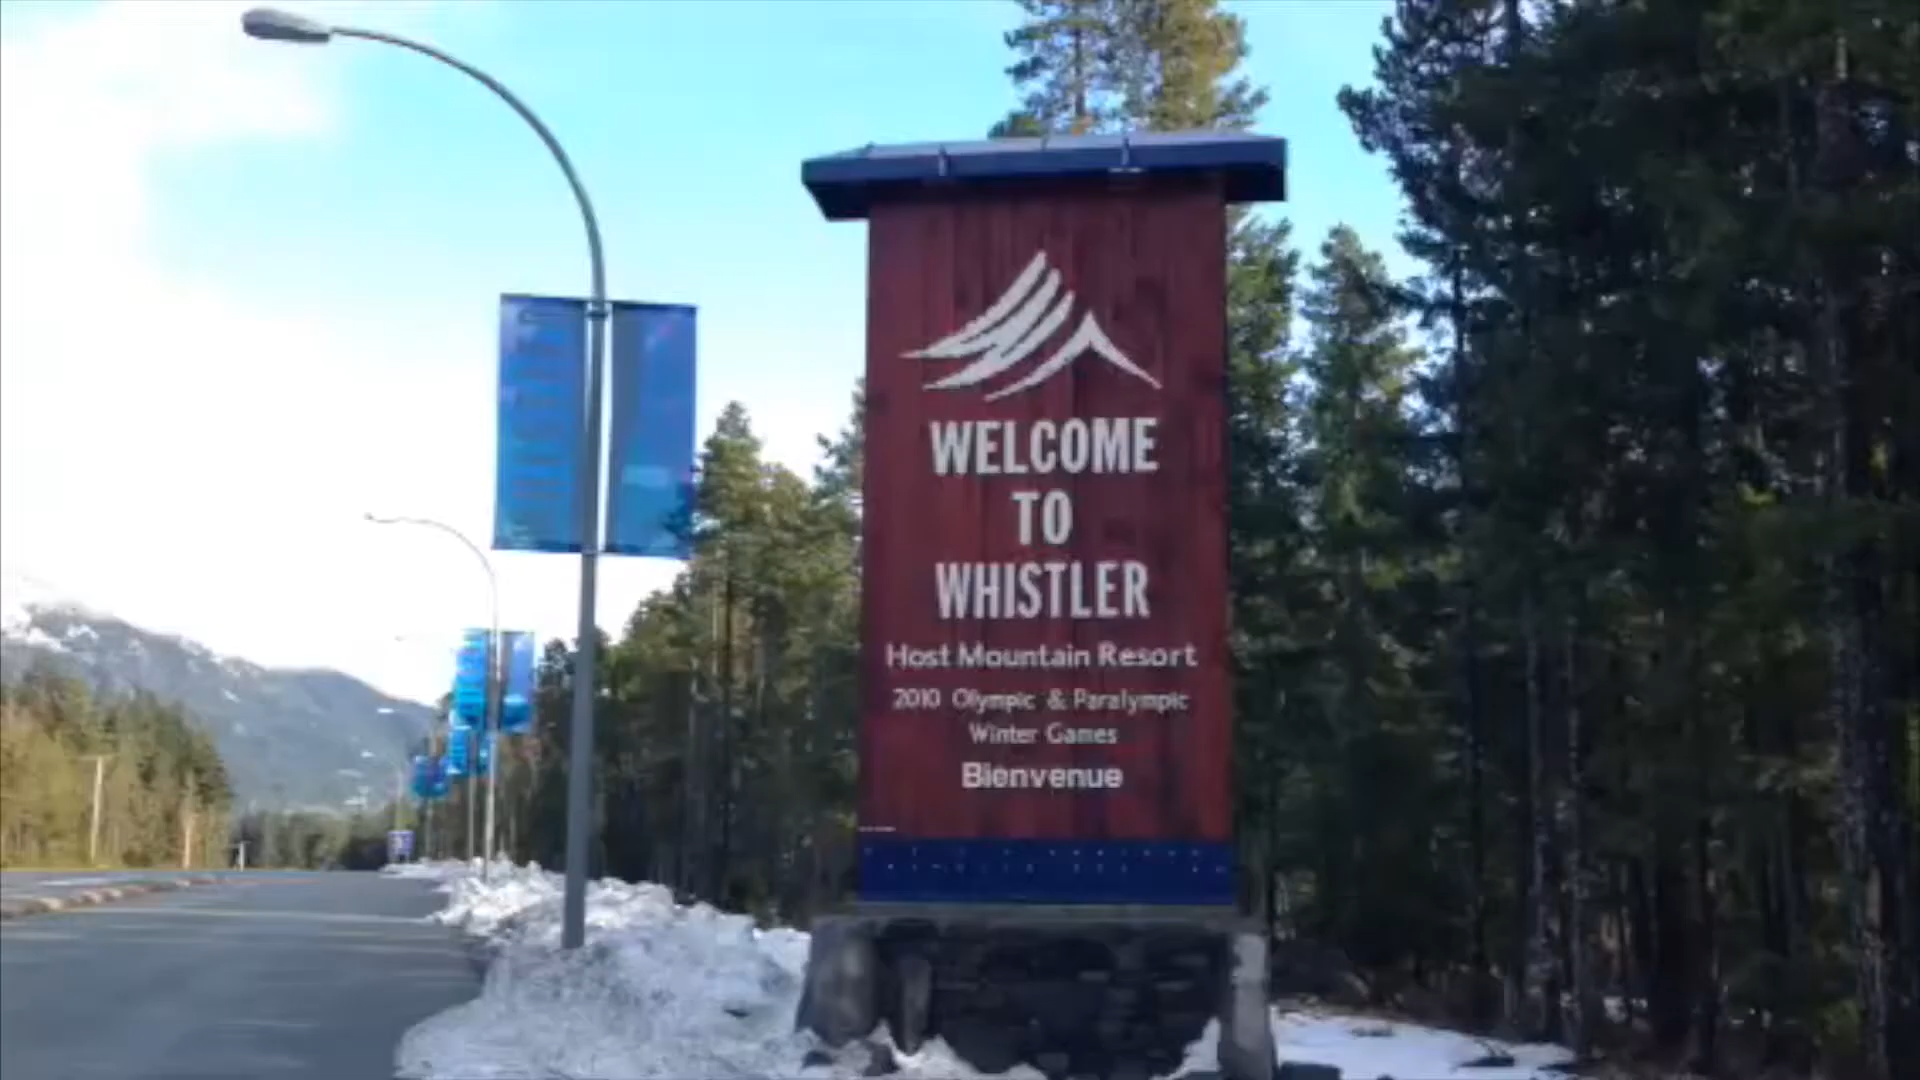 WELCOME
TO
WHISTLER
Host Mountain Resort
2010 Olympic & Paralympic
Winter Games
Bienvenue